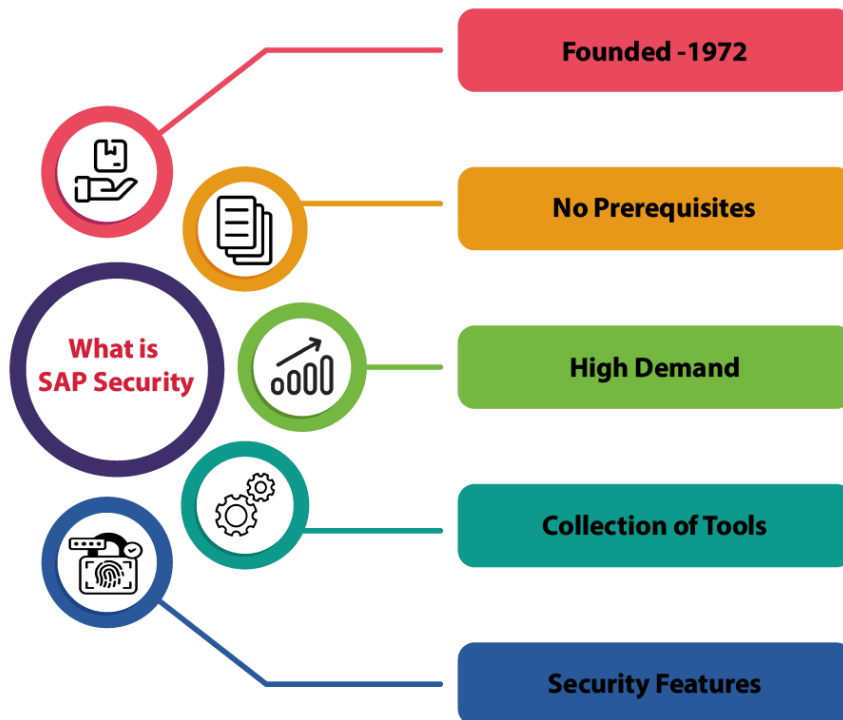 Founded -1972
No Prerequisites
What is
SAP Security
High Demand
Collection of Tools
Security Features